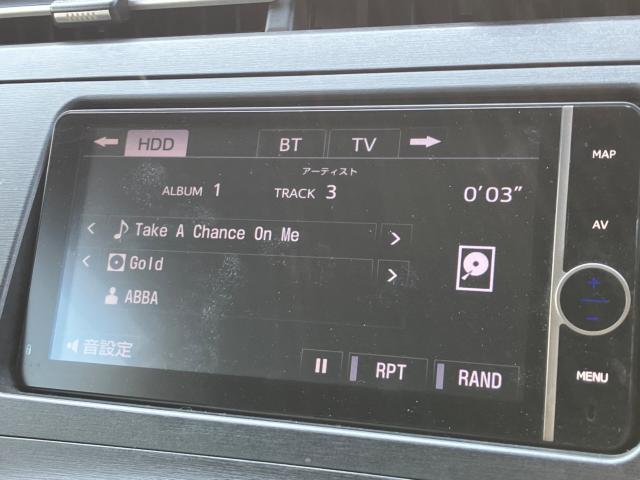 HDD BT TV
MAP
アーティスト
ALBUM 1 TRACK 3 0'03"
AV
Take A Chance On Me
Gold
+
ABBA
−
音設定
RPT RAND MENU